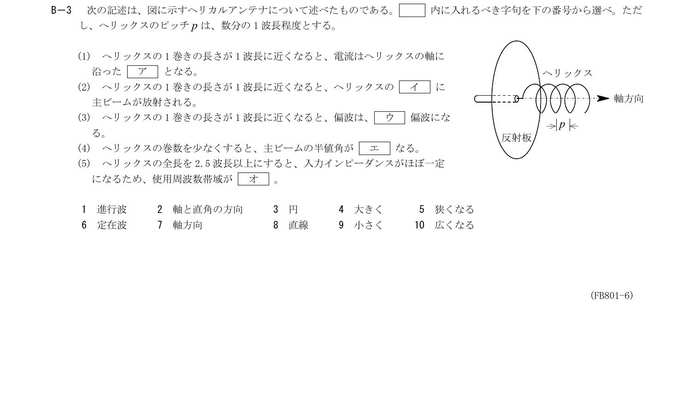 B－3　次の記述は、図に示すヘリカルアンテナについて述べたものである。　　内に入れるべき字句を下の番号から選べ。ただ
し、ヘリックスのピッチpは、数分の1波長程度とする。
(1)　ヘリックスの1巻きの長さが1波長に近くなると、電流はヘリックスの軸に
沿った ア となる。
(2)　ヘリックスの1巻きの長さが1波長に近くなると、ヘリックスの イ に
主ビームが放射される。
(3)　ヘリックスの1巻きの長さが1波長に近くなると、偏波は、 ウ 偏波にな
る。
(4)　ヘリックスの巻数を少なくすると、主ビームの半値角が エ なる。
(5)　ヘリックスの全長を2.5波長以上にすると、入力インピーダンスがほぼ一定
になるため、使用周波数帯域が オ 。
ヘリックス
軸方向
p
反射板
1　進行波　2　軸と直角の方向　3　円　4　大きく　5　狭くなる
6　定在波　7　軸方向　8　直線　9　小さく　10　広くなる
(FB801-6)